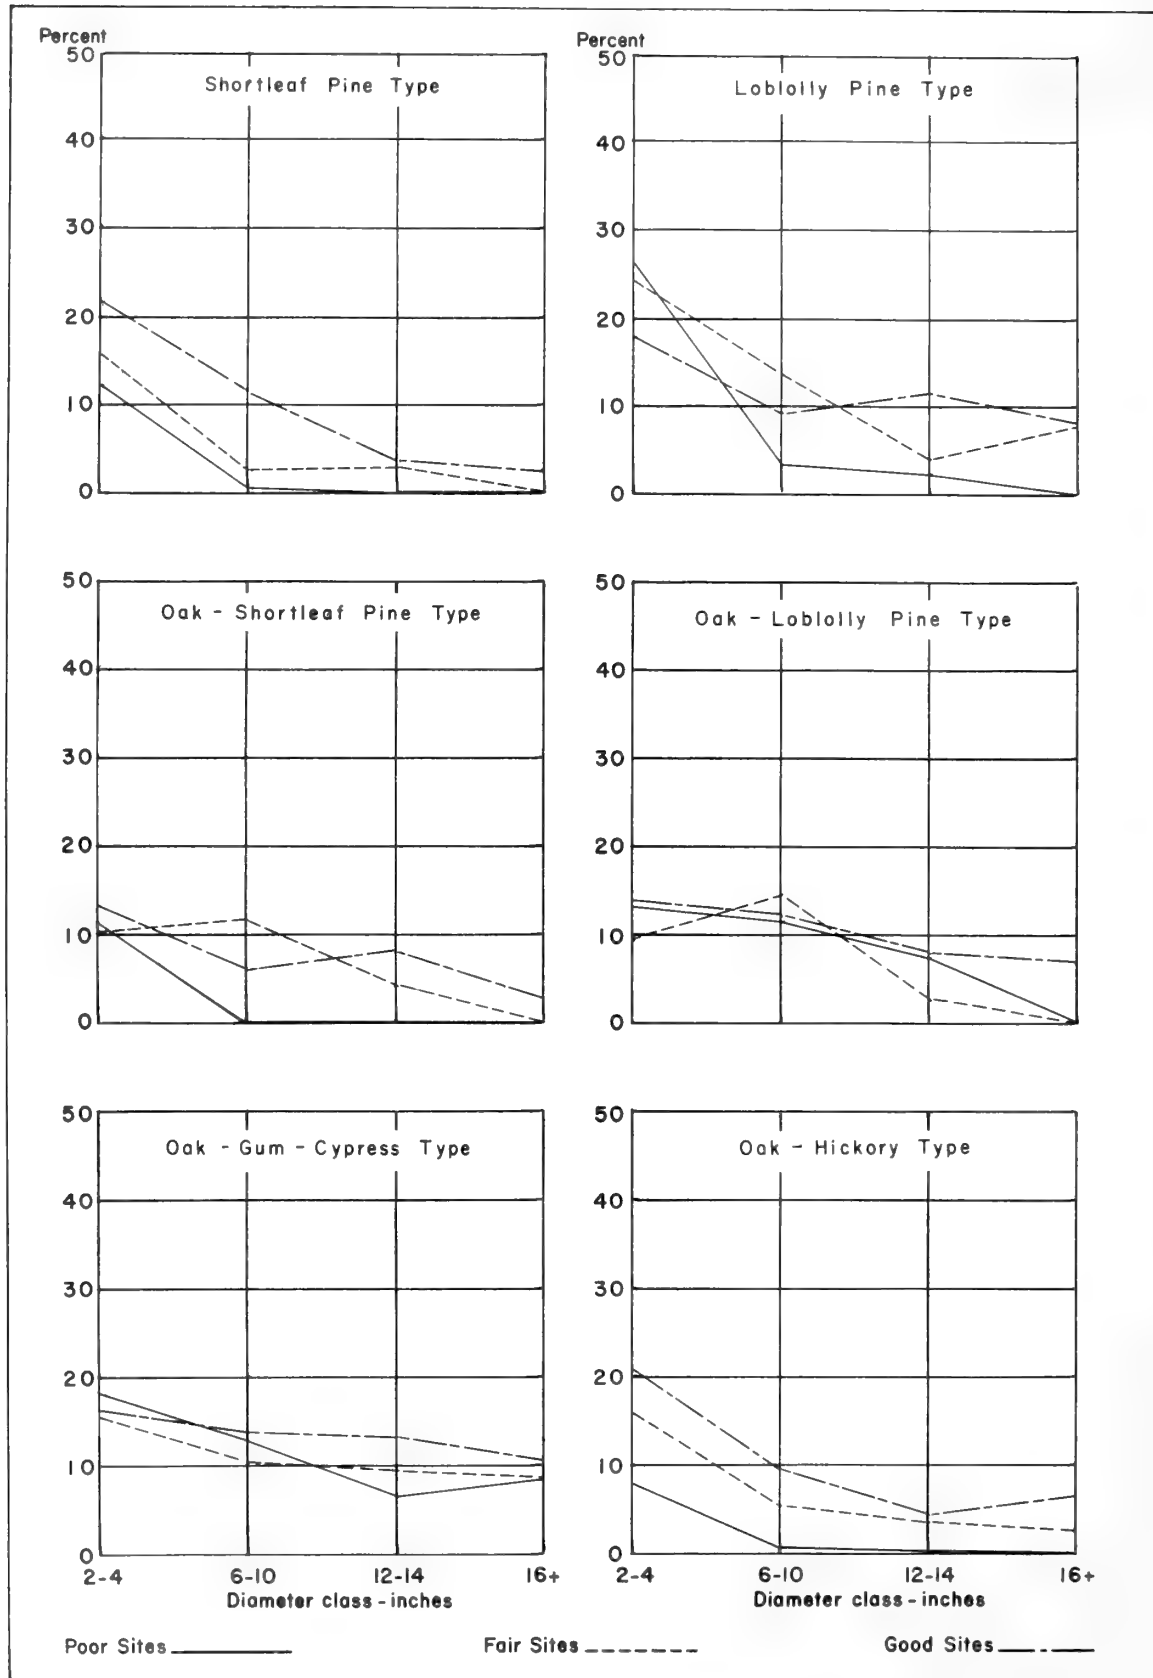 Percent
50
Shortleaf Pine Type
40
30
20
10
0
Percent
50
Loblolly Pine Type
40
30
20
10
0
50
Oak - Shortleaf Pine Type
40
30
20
10
0
50
Oak - Loblolly Pine Type
40
30
20
10
0
50
Oak - Gum - Cypress Type
40
30
20
10
0
2-4 6-10 12-14 16+
Diameter class - inches
50
Oak - Hickory Type
40
30
20
10
0
2-4 6-10 12-14 16+
Diameter class - inches
Poor Sites Fair Sites Good Sites